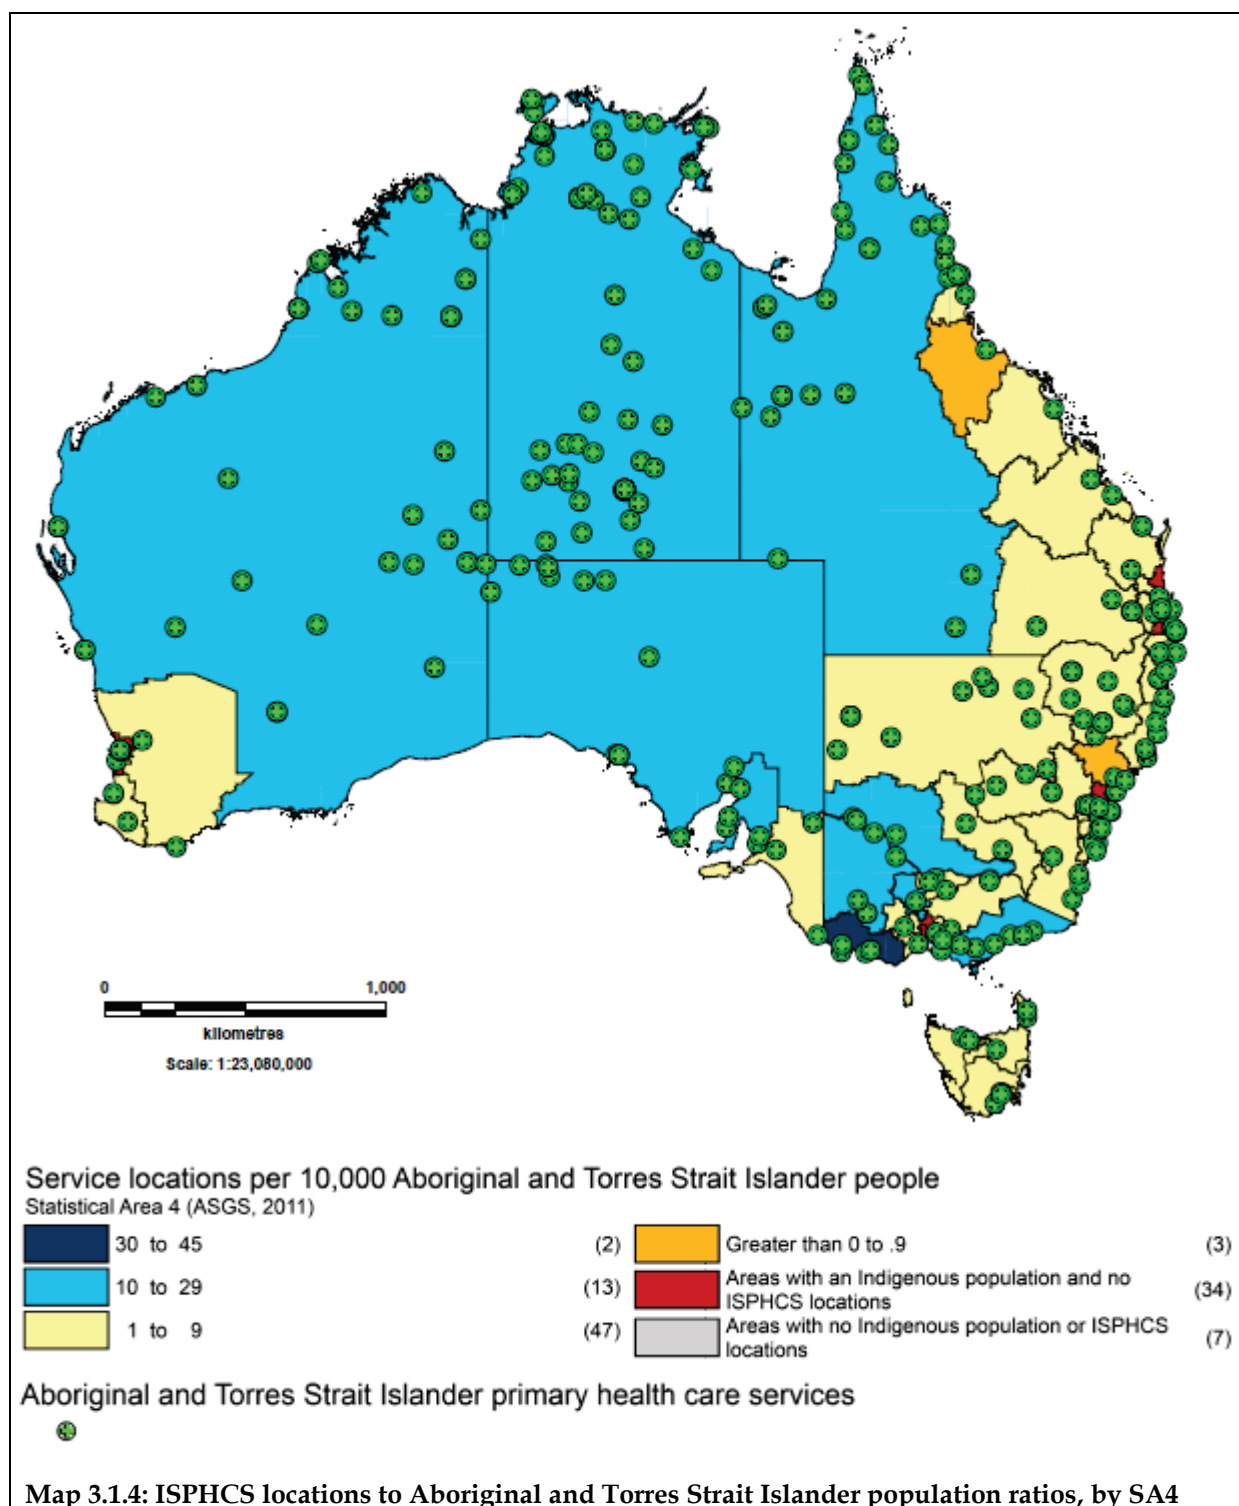 0 1,000
kilometres
Scale: 1:23,080,000
Service locations per 10,000 Aboriginal and Torres Strait Islander people
Statistical Area 4 (ASGS, 2011)
30 to 45 (2)
10 to 29 (13)
1 to 9 (47)
Greater than 0 to .9 (3)
Areas with an Indigenous population and no
ISPHCS locations (34)
Areas with no Indigenous population or ISPHCS
locations (7)
Aboriginal and Torres Strait Islander primary health care services
Map 3.1.4: ISPHCS locations to Aboriginal and Torres Strait Islander population ratios, by SA4